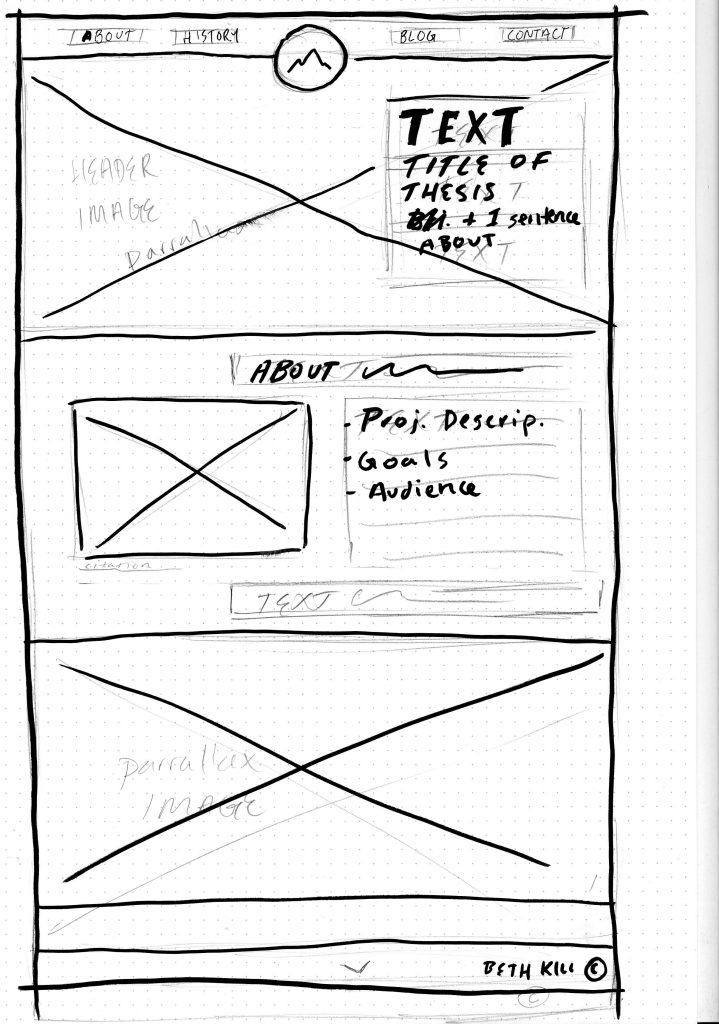 ABOUT
HISTORY
BLOG
CONTACT
TEXT
TITLE OF
THESIS T
+ 1 sentence
ABOUT
TEXT
HEADER
IMAGE
Parralax
ABOUT
- Proj. Descrip.
- Goals
- Audience
citation
TEXT
parrallax
IMAGE
BETH KILL ©